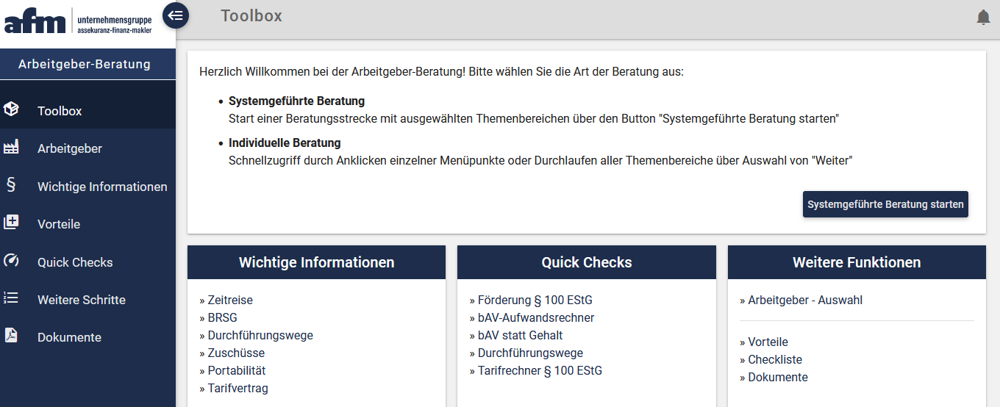 afm unternehmensgruppe
assekuranz-finanz-makler
Arbeitgeber-Beratung
Toolbox
Arbeitgeber
§ Wichtige Informationen
Vorteile
Quick Checks
Weitere Schritte
Dokumente
Toolbox
Herzlich Willkommen bei der Arbeitgeber-Beratung! Bitte wählen Sie die Art der Beratung aus:
• Systemgeführte Beratung
Start einer Beratungsstrecke mit ausgewählten Themenbereichen über den Button "Systemgeführte Beratung starten"
• Individuelle Beratung
Schnellzugriff durch Anklicken einzelner Menüpunkte oder Durchlaufen aller Themenbereiche über Auswahl von "Weiter"
Systemgeführte Beratung starten
Wichtige Informationen
» Zeitreise
» BRSG
» Durchführungswege
» Zuschüsse
» Portabilität
» Tarifvertrag
Quick Checks
» Förderung § 100 EStG
» bAV-Aufwandsrechner
» bAV statt Gehalt
» Durchführungswege
» Tarifrechner § 100 EStG
Weitere Funktionen
» Arbeitgeber - Auswahl
» Vorteile
» Checkliste
» Dokumente